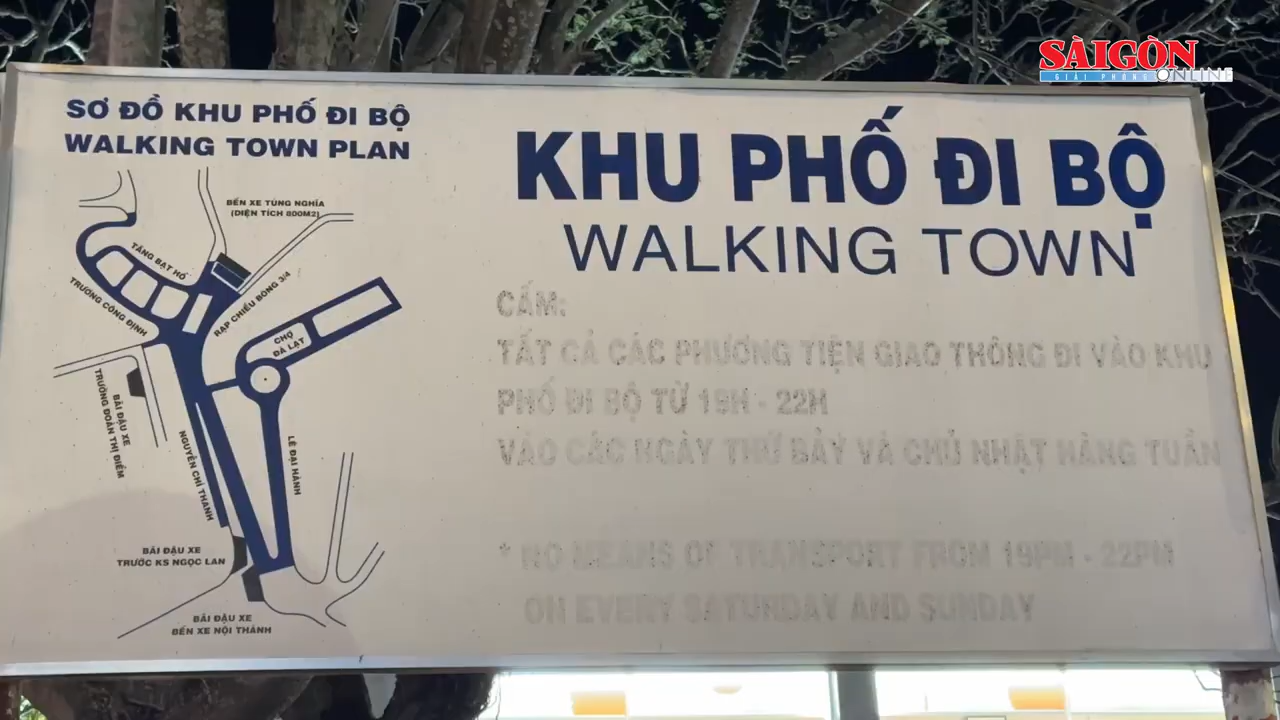 SÀIGÒN
GIẢI PHÓNG ONLINE
SƠ ĐỒ KHU PHỐ ĐI BỘ
WALKING TOWN PLAN
BẾN XE TÙNG NGHĨA
(DIỆN TÍCH 800M2)
TĂNG BẠT HỔ
TRƯƠNG CÔNG ĐỊNH
RẠP CHIẾU BÓNG 3/4
CHỢ
ĐÀ LẠT
BÃI ĐẬU XE
TRƯỜNG ĐOÀN THỊ ĐIỂM
NGUYỄN CHÍ THANH
LÊ ĐẠI HÀNH
BÃI ĐẬU XE
TRƯỚC KS NGỌC LAN
BÃI ĐẬU XE
BẾN XE NỘI THÀNH
KHU PHỐ ĐI BỘ
WALKING TOWN
CẤM:
TẤT CẢ CÁC PHƯƠNG TIỆN GIAO THÔNG ĐI VÀO KHU
PHỐ ĐI BỘ TỪ 19H - 22H
VÀO CÁC NGÀY THỨ BẢY VÀ CHỦ NHẬT HÀNG TUẦN
* NO MEANS OF TRANSPORT FROM 19PM - 22PM
ON EVERY SATURDAY AND SUNDAY